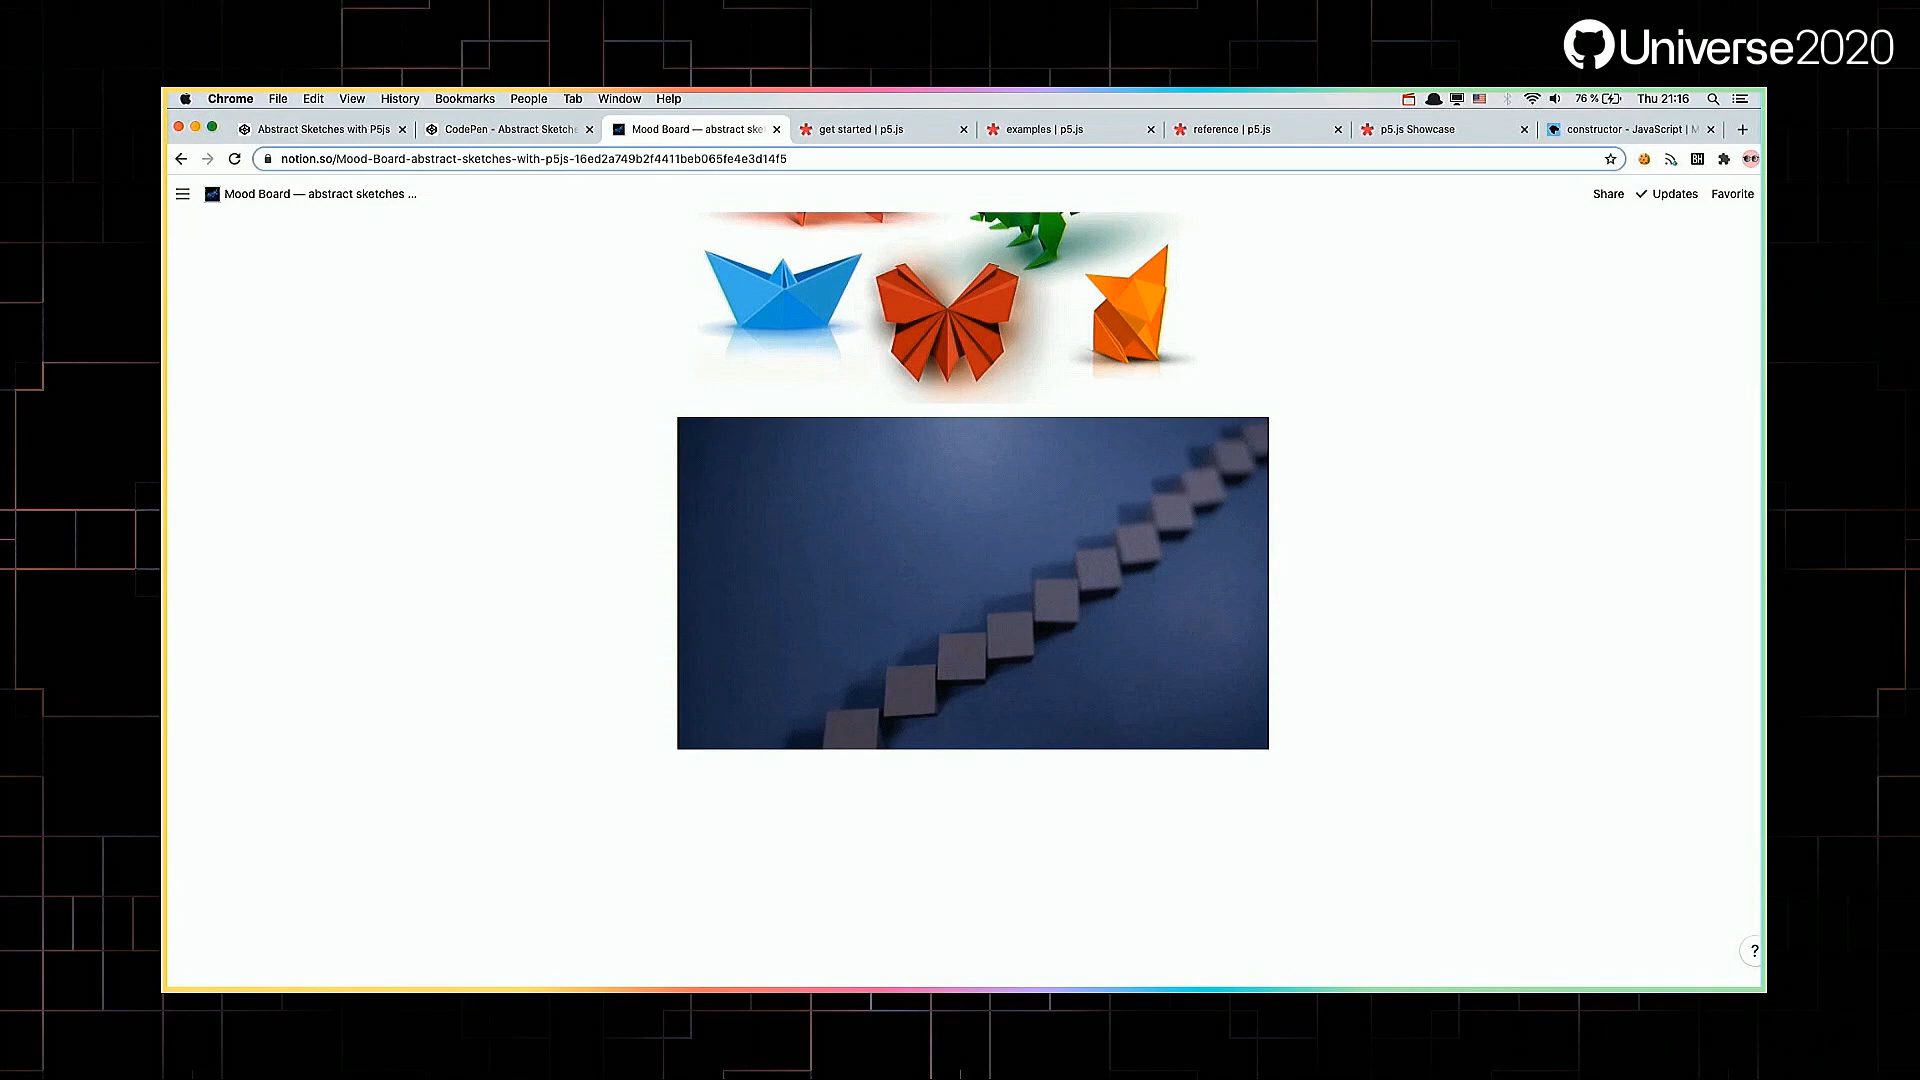 Universe2020
Chrome File Edit View History Bookmarks People Tab Window Help 76 % Thu 21:16
Abstract Sketches with P5js CodePen - Abstract Sketche Mood Board — abstract ske get started | p5.js examples | p5.js reference | p5.js p5.js Showcase constructor - JavaScript | M
notion.so/Mood-Board-abstract-sketches-with-p5js-16ed2a749b2f4411beb065fe4e3d14f5 BH
Mood Board — abstract sketches ... Share Updates Favorite
?